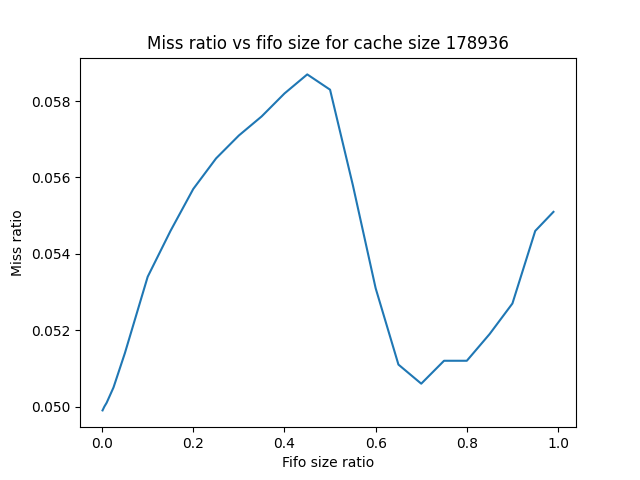 Miss ratio vs fifo size for cache size 178936
0.058
0.056
0.054
0.052
0.050
Miss ratio
0.0 0.2 0.4 0.6 0.8 1.0
Fifo size ratio